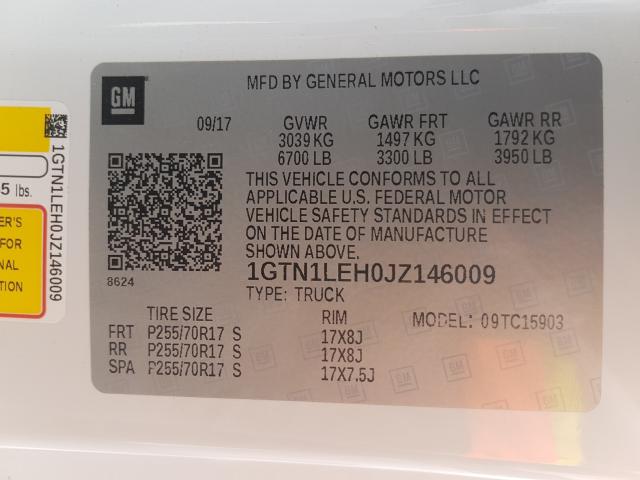 GM
MFD BY GENERAL MOTORS LLC
09/17 GVWR GAWR FRT GAWR RR
3039 KG 1497 KG 1792 KG
6700 LB 3300 LB 3950 LB
THIS VEHICLE CONFORMS TO ALL
APPLICABLE U.S. FEDERAL MOTOR
VEHICLE SAFETY STANDARDS IN EFFECT
ON THE DATE OF MANUFACTURE
SHOWN ABOVE.
8624
1GTN1LEH0JZ146009
TYPE: TRUCK
TIRE SIZE RIM MODEL: 09TC15903
FRT P255/70R17 S 17X8J
RR P255/70R17 S 17X8J
SPA P255/70R17 S 17X7.5J
1GTN1LEH0JZ146009
lbs.
FOR